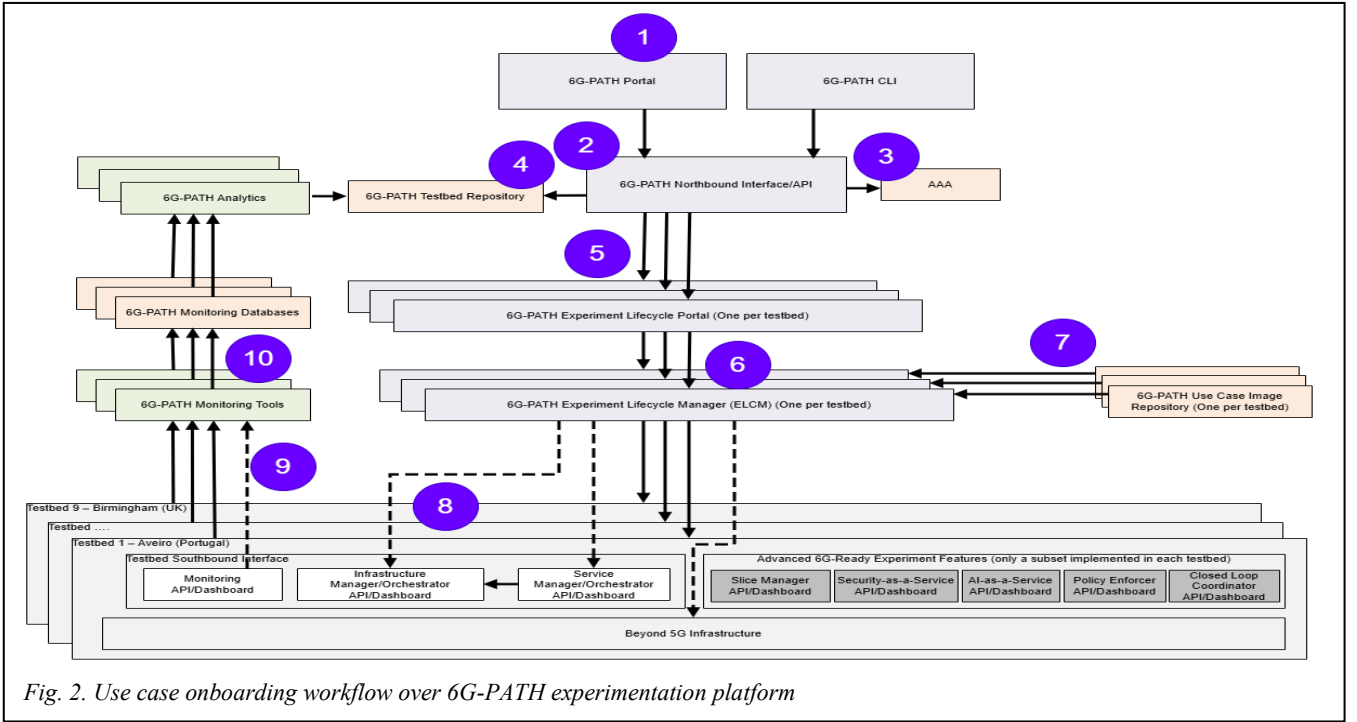 1
6G-PATH Portal
6G-PATH CLI
2
3
4
6G-PATH Northbound Interface/API
AAA
6G-PATH Analytics
6G-PATH Testbed Repository
5
6G-PATH Monitoring Databases
6G-PATH Experiment Lifecycle Portal (One per testbed)
7
10
6
6G-PATH Monitoring Tools
6G-PATH Experiment Lifecycle Manager (ELCM) (One per testbed)
6G-PATH Use Case Image
Repository (One per testbed)
9
8
Testbed 9 – Birmingham (UK)
Testbed ....
Testbed 1 – Aveiro (Portugal)
Testbed Southbound Interface
Monitoring
API/Dashboard
Infrastructure
Manager/Orchestrator
API/Dashboard
Service
Manager/Orchestrator
API/Dashboard
Advanced 6G-Ready Experiment Features (only a subset implemented in each testbed)
Slice Manager
API/Dashboard
Security-as-a-Service
API/Dashboard
AI-as-a-Service
API/Dashboard
Policy Enforcer
API/Dashboard
Closed Loop
Coordinator
API/Dashboard
Beyond 5G Infrastructure
Fig. 2. Use case onboarding workflow over 6G-PATH experimentation platform